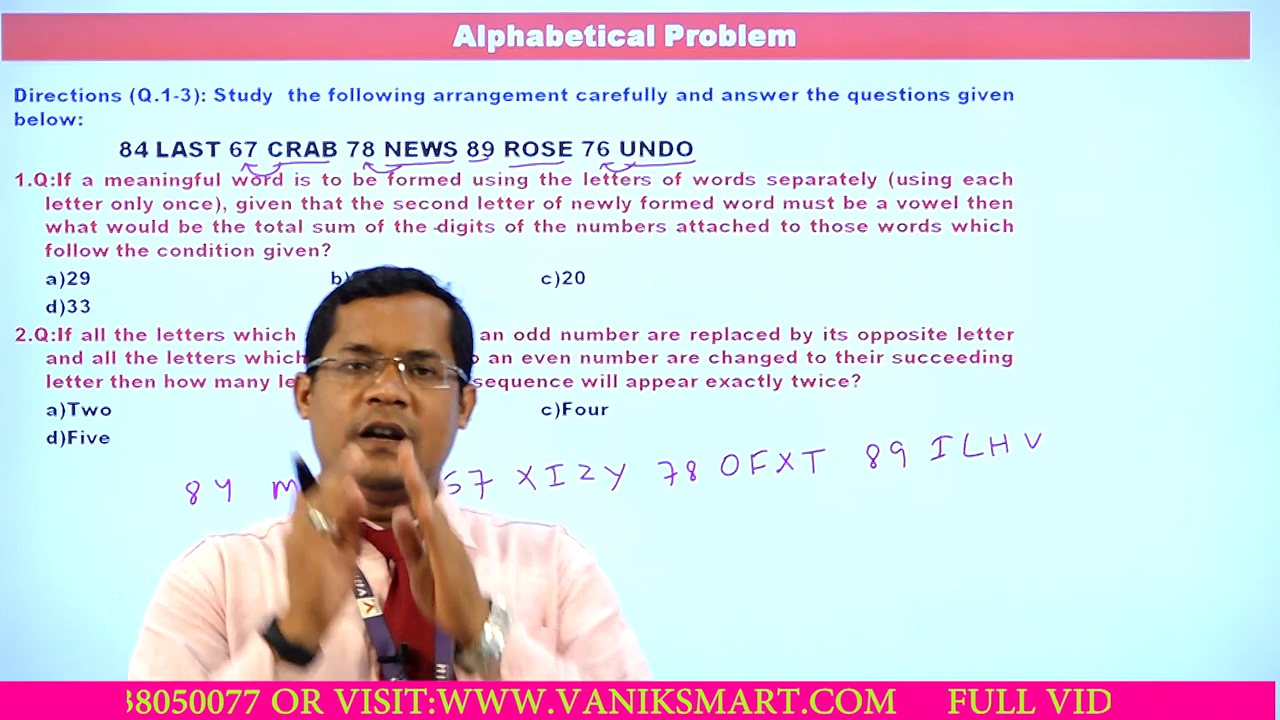 Alphabetical Problem
Directions (Q.1-3): Study the following arrangement carefully and answer the questions given
below:
84 LAST 67 CRAB 78 NEWS 89 ROSE 76 UNDO
1.Q:If a meaningful word is to be formed using the letters of words separately (using each
letter only once), given that the second letter of newly formed word must be a vowel then
what would be the total sum of the digits of the numbers attached to those words which
follow the condition given?
a)29 b) c)20
d)33
2.Q:If all the letters which an odd number are replaced by its opposite letter
and all the letters which an even number are changed to their succeeding
letter then how many sequence will appear exactly twice?
a)Two c)Four
d)Five
84 M 67 XIZY 78 OFXT 89 ILHV
38050077 OR VISIT:WWW.VANIKSMART.COM FULL VID